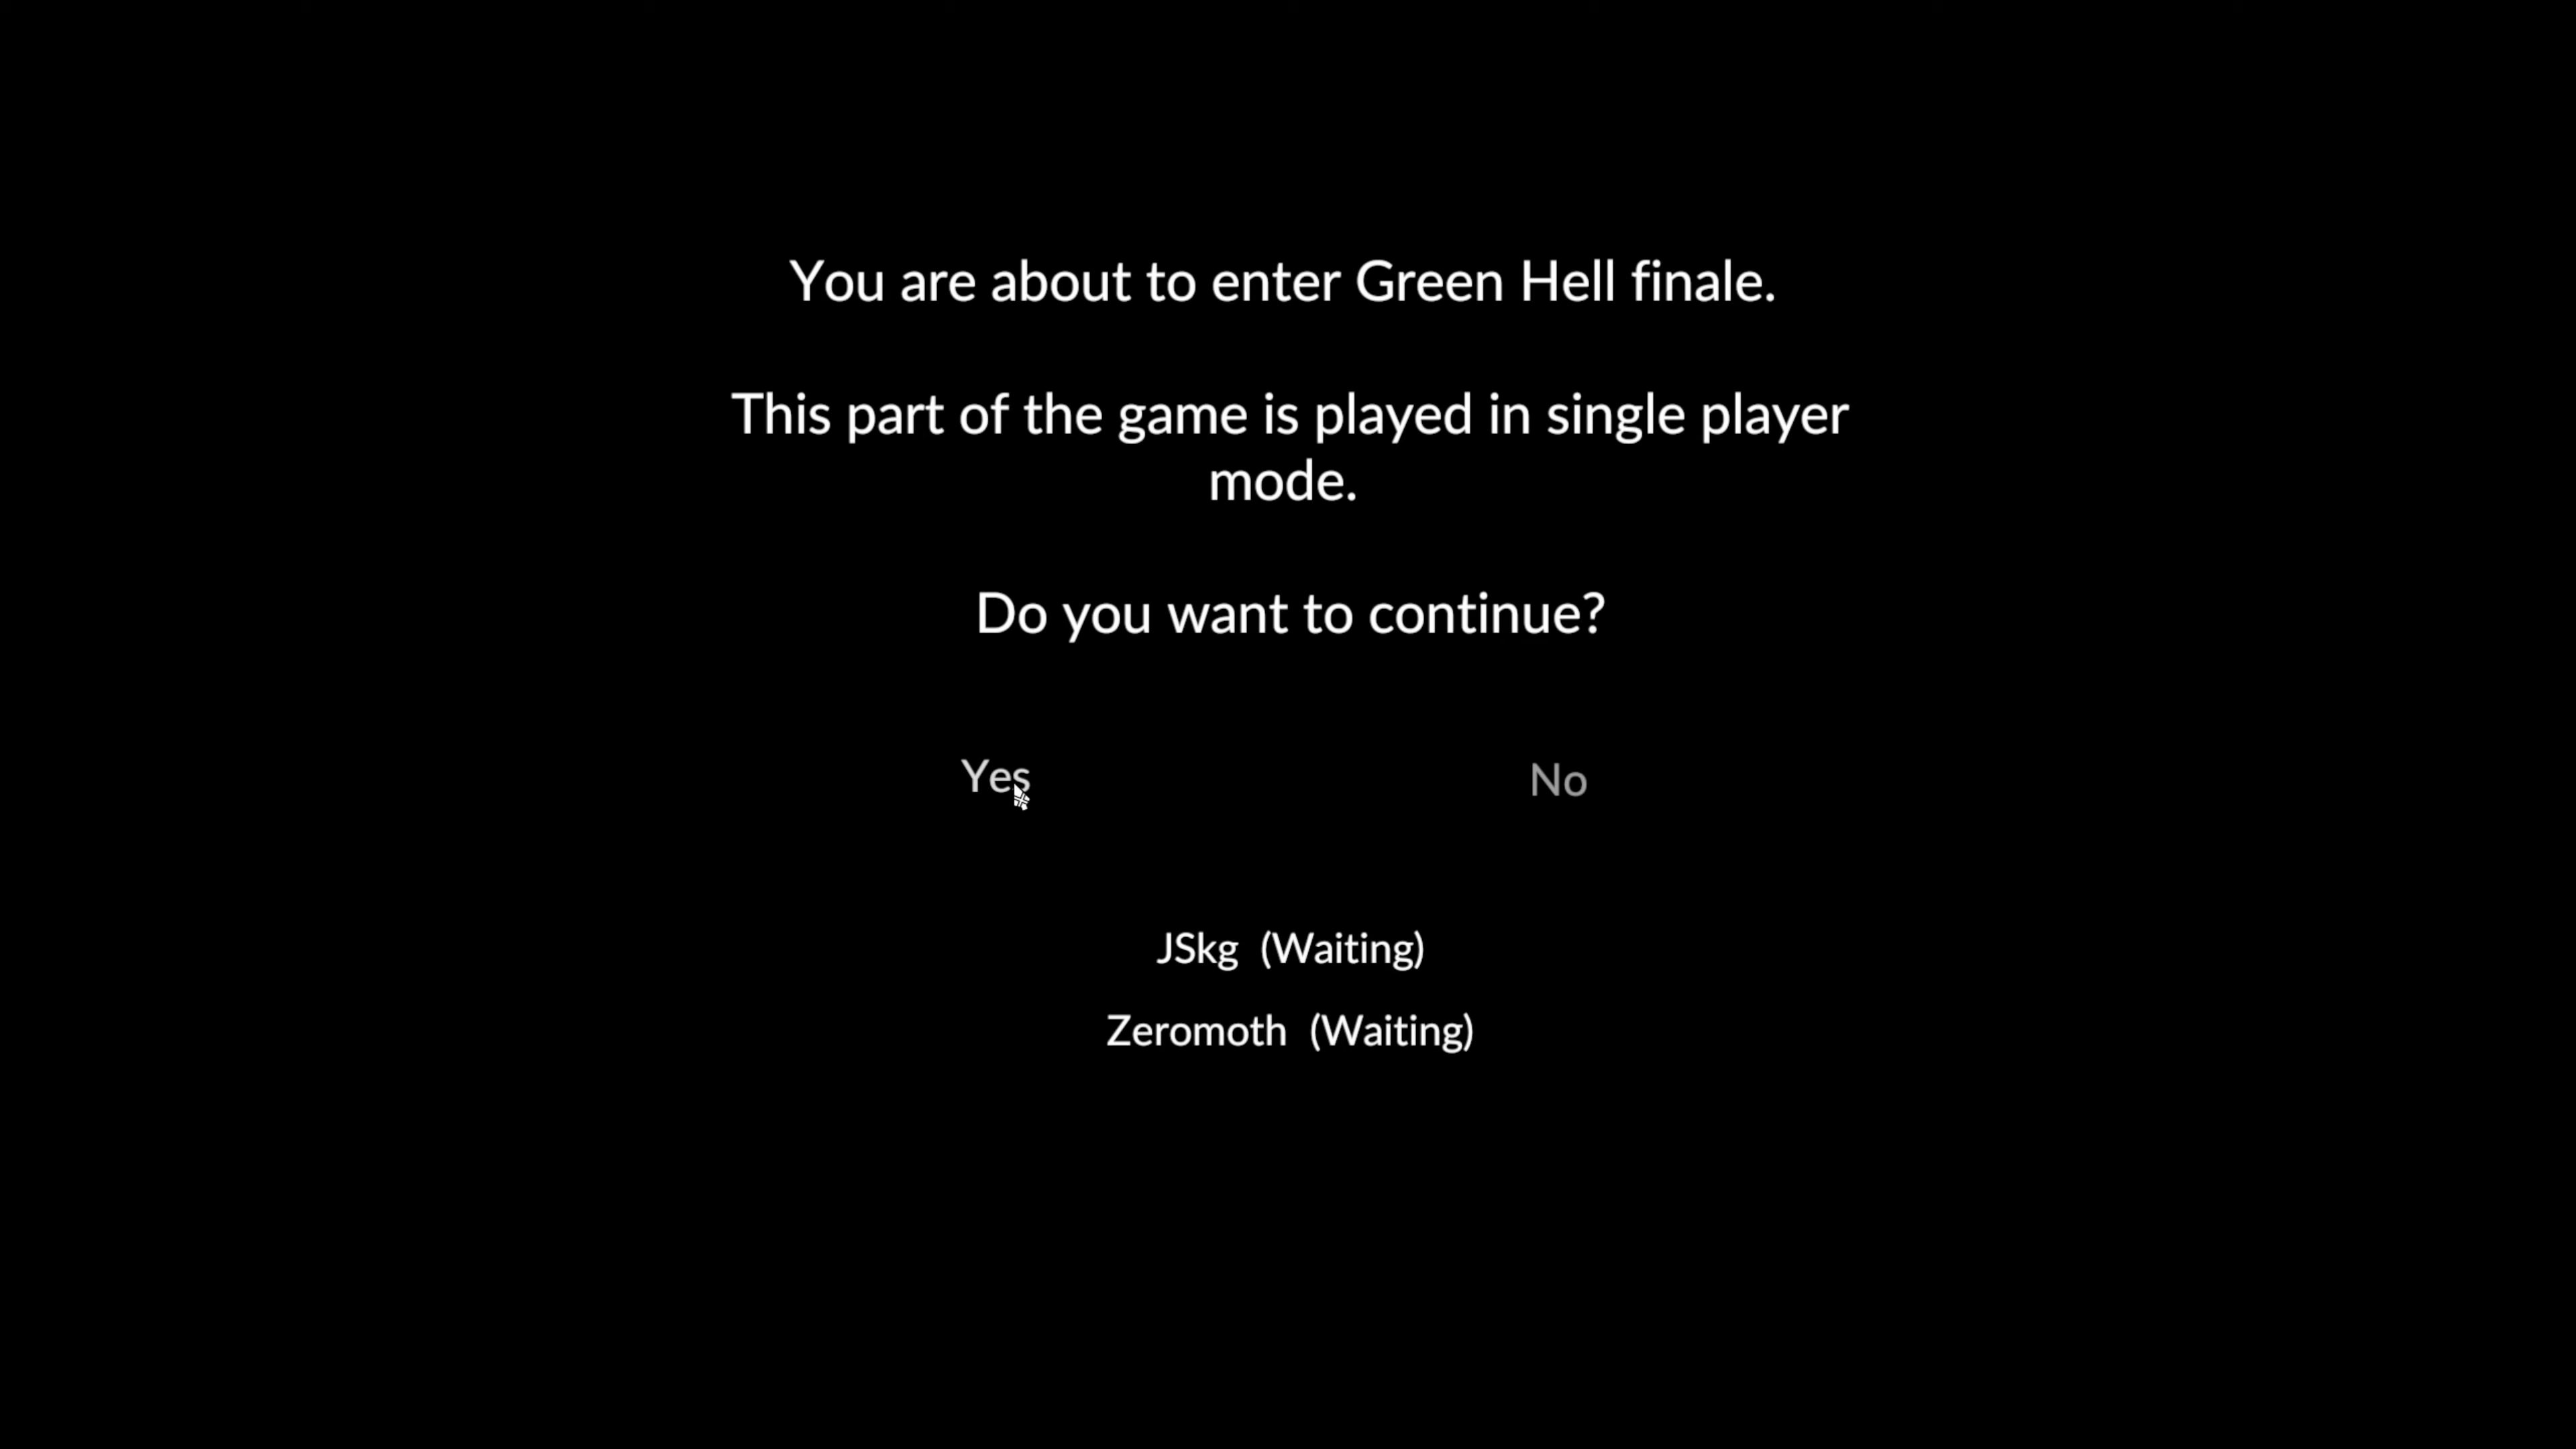 You are about to enter Green Hell finale.
This part of the game is played in single player
mode.
Do you want to continue?
Yes No
JSkg (Waiting)
Zeromoth (Waiting)